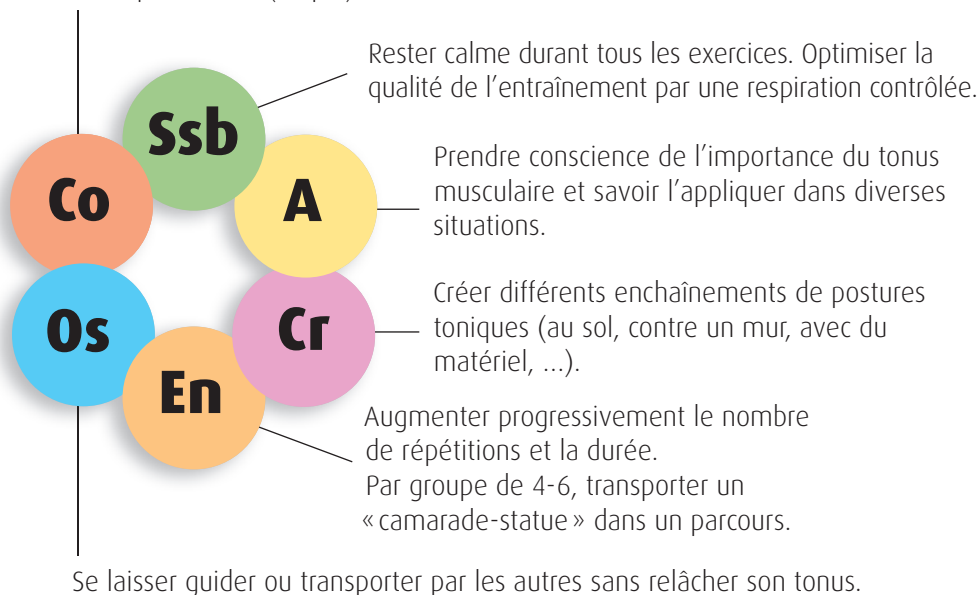 Rester calme durant tous les exercices. Optimiser la
qualité de l'entraînement par une respiration contrôlée.
Ssb
Prendre conscience de l'importance du tonus
musculaire et savoir l'appliquer dans diverses
situations.
Co
A
Créer différents enchaînements de postures
toniques (au sol, contre un mur, avec du
matériel, ...).
Os
Cr
En
Augmenter progressivement le nombre
de répétitions et la durée.
Par groupe de 4-6, transporter un
« camarade-statue » dans un parcours.
Se laisser guider ou transporter par les autres sans relâcher son tonus.